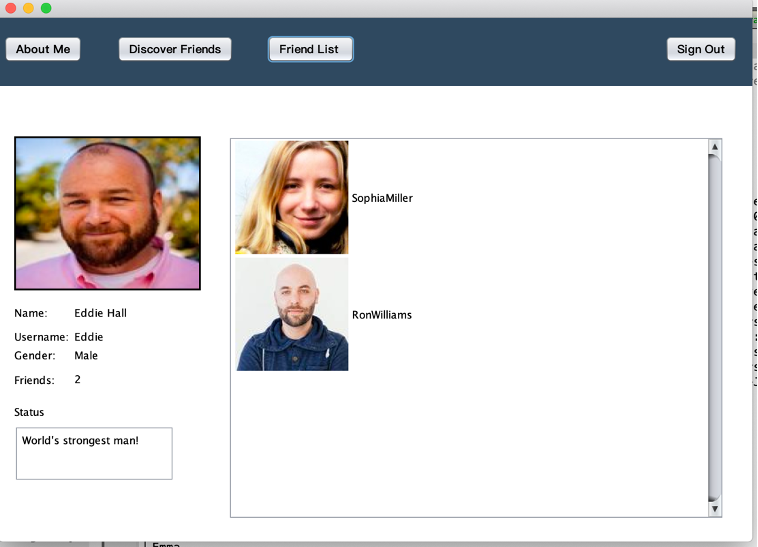 About Me
Discover Friends
Friend List
Sign Out
SophiaMiller
RonWilliams
Name: Eddie Hall
Username: Eddie
Gender: Male
Friends: 2
Status
World's strongest man!
Emma